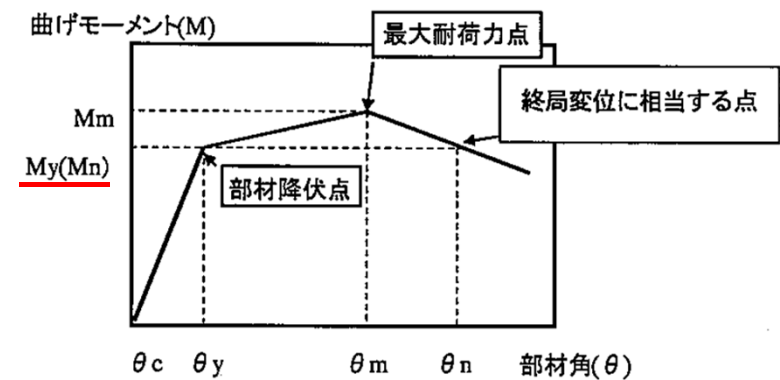 曲げモーメント(M)
最大耐荷力点
終局変位に相当する点
Mm
My(Mn)
部材降伏点
θc
θy
θm
θn
部材角(θ)